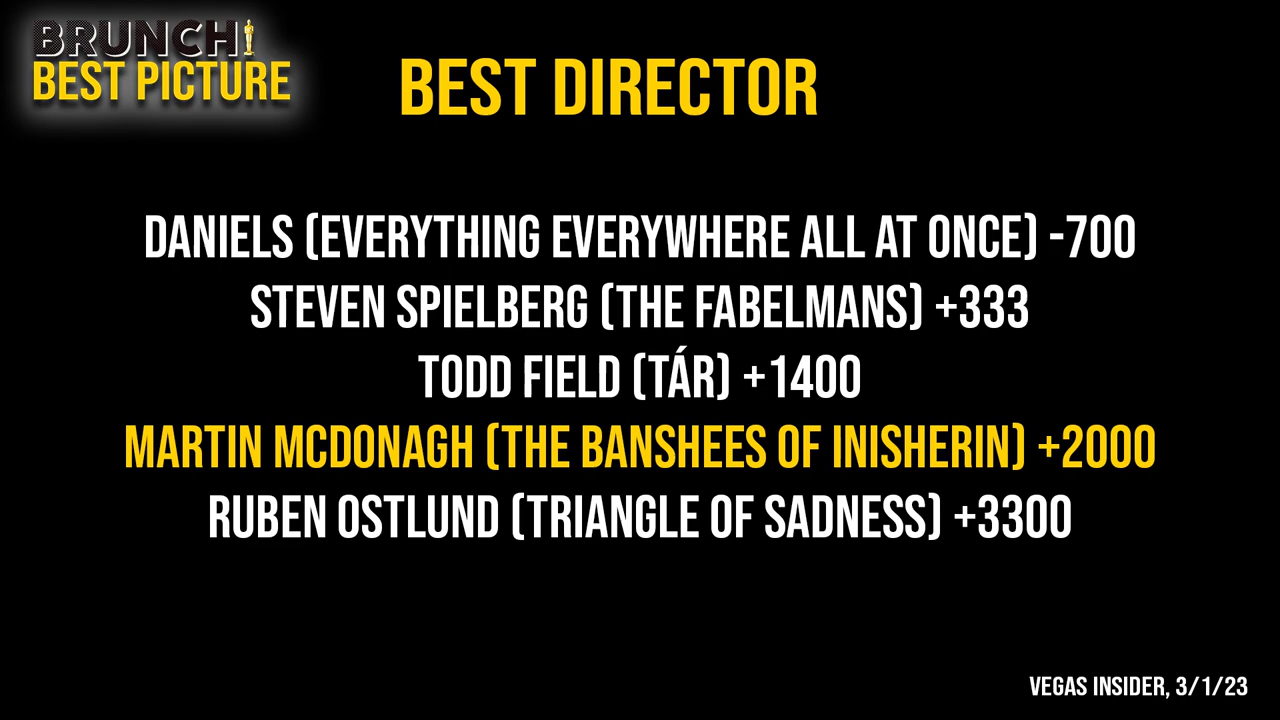 BRUNCH
BEST PICTURE
BEST DIRECTOR
DANIELS (EVERYTHING EVERYWHERE ALL AT ONCE) -700
STEVEN SPIELBERG (THE FABELMANS) +333
TODD FIELD (TÁR) +1400
MARTIN MCDONAGH (THE BANSHEES OF INISHERIN) +2000
RUBEN OSTLUND (TRIANGLE OF SADNESS) +3300
VEGAS INSIDER, 3/1/23